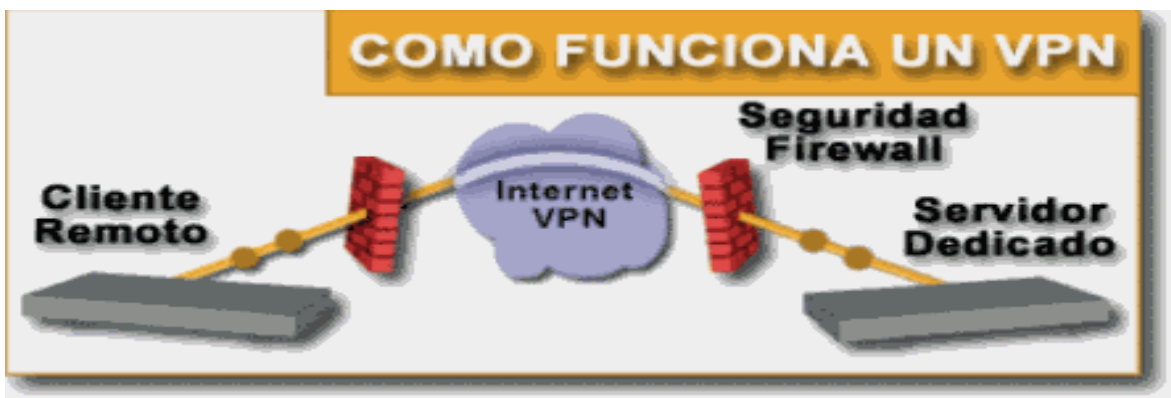 COMO FUNCIONA UN VPN
Seguridad
Firewall
Cliente
Remoto
Internet
VPN
Servidor
Dedicado